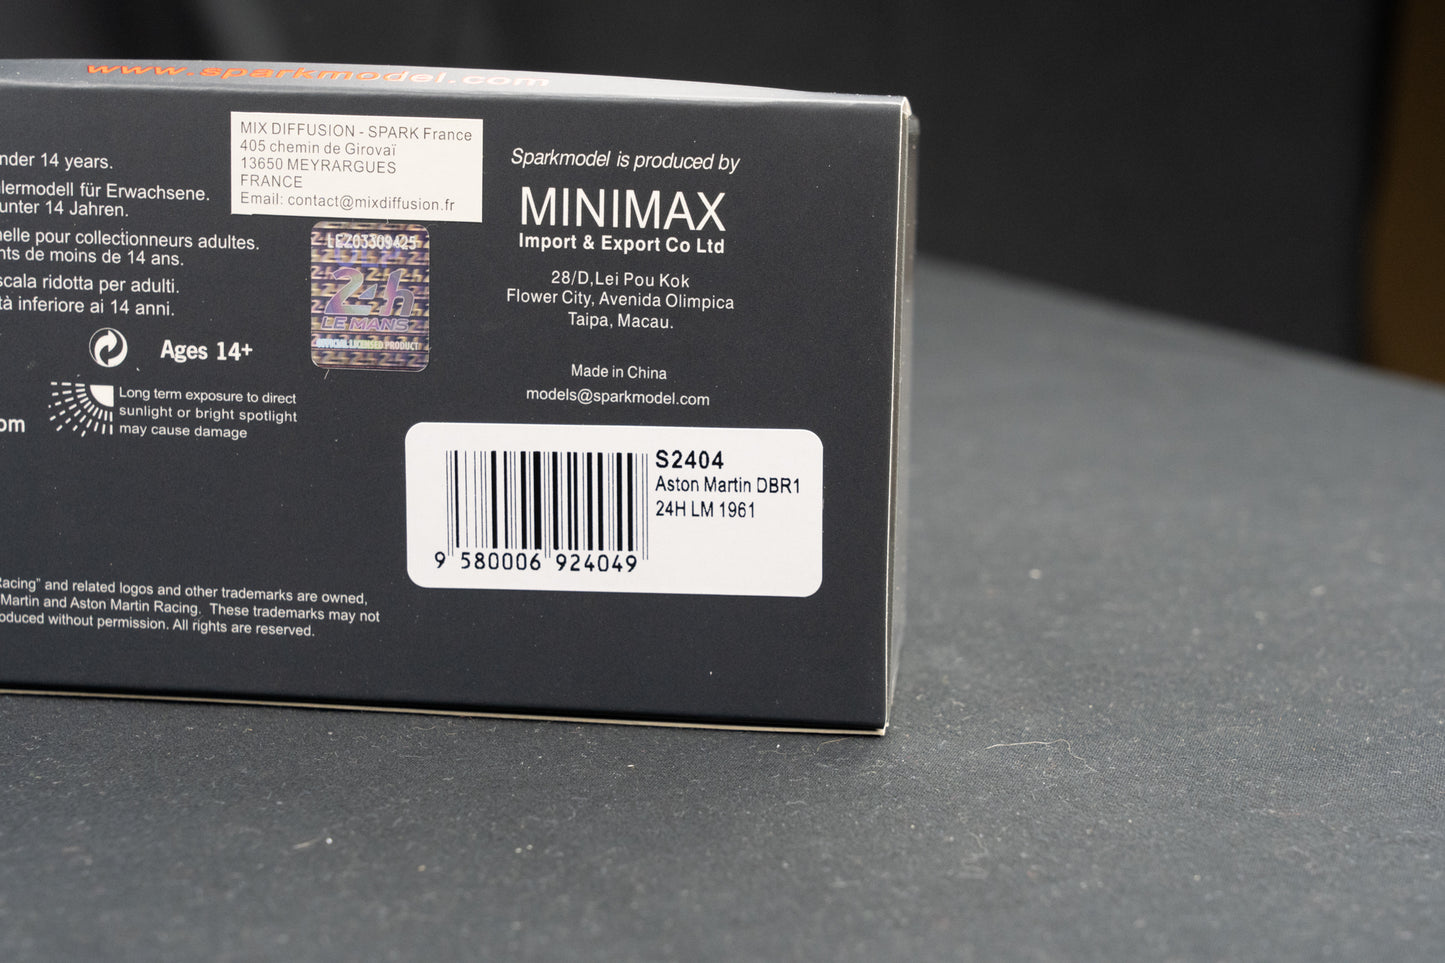 www.sparkmodel.com
MIX DIFFUSION - SPARK France
405 chemin de Girovaï
13650 MEYRARGUES
FRANCE
Email: contact@mixdiffusion.fr
nder 14 years.
lermodell für Erwachsene.
unter 14 Jahren.
elle pour collectionneurs adultes.
nts de moins de 14 ans.
scala ridotta per adulti.
tà inferiore ai 14 anni.
LEZ03309425
24h
LE MANS
OFFICIAL LICENSED PRODUCT
Ages 14+
Long term exposure to direct
sunlight or bright spotlight
may cause damage
om
Sparkmodel is produced by
MINIMAX
Import & Export Co Ltd
28/D,Lei Pou Kok
Flower City, Avenida Olimpica
Taipa, Macau.
Made in China
models@sparkmodel.com
S2404
Aston Martin DBR1
24H LM 1961
9 580006 924049
Racing” and related logos and other trademarks are owned,
Martin and Aston Martin Racing. These trademarks may not
oduced without permission. All rights are reserved.